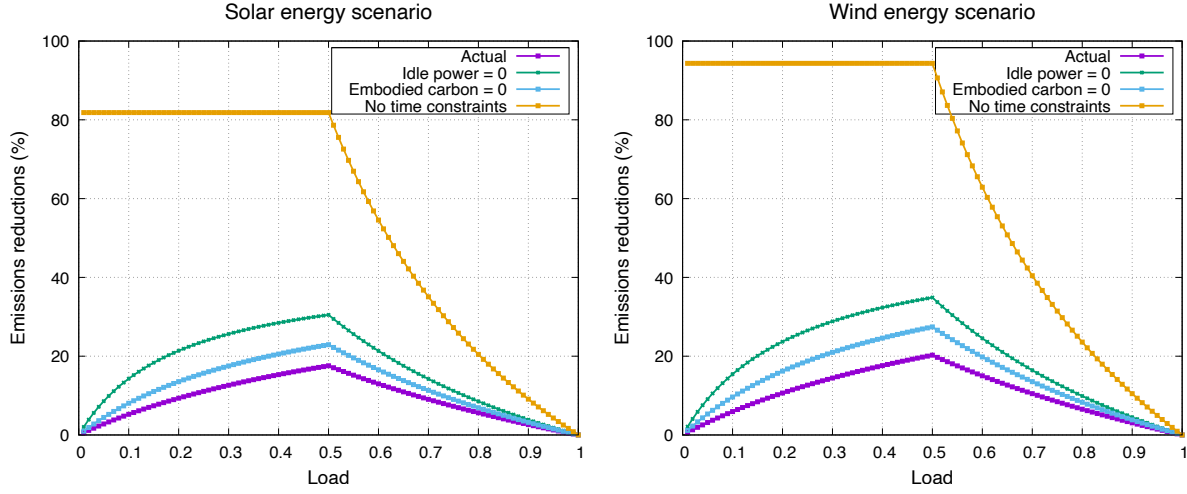 Solar energy scenario
Emissions reductions (%)
100
80
60
40
20
0
Actual
Idle power = 0
Embodied carbon = 0
No time constraints
0 0.1 0.2 0.3 0.4 0.5 0.6 0.7 0.8 0.9 1
Load
Wind energy scenario
Emissions reductions (%)
100
80
60
40
20
0
Actual
Idle power = 0
Embodied carbon = 0
No time constraints
0 0.1 0.2 0.3 0.4 0.5 0.6 0.7 0.8 0.9 1
Load